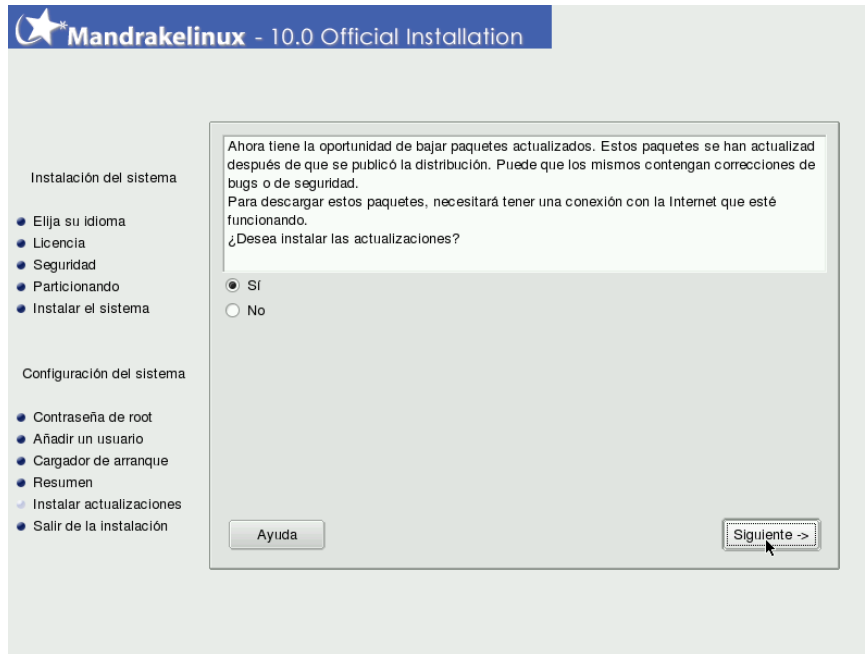 Mandrakelinux - 10.0 Official Installation
Instalación del sistema
Elija su idioma
Licencia
Seguridad
Particionando
Instalar el sistema
Configuración del sistema
Contraseña de root
Añadir un usuario
Cargador de arranque
Resumen
Instalar actualizaciones
Salir de la instalación
Ahora tiene la oportunidad de bajar paquetes actualizados. Estos paquetes se han actualizad
después de que se publicó la distribución. Puede que los mismos contengan correcciones de
bugs o de seguridad.
Para descargar estos paquetes, necesitará tener una conexión con la Internet que esté
funcionando.
¿Desea instalar las actualizaciones?
Sí
No
Ayuda
Siguiente ->